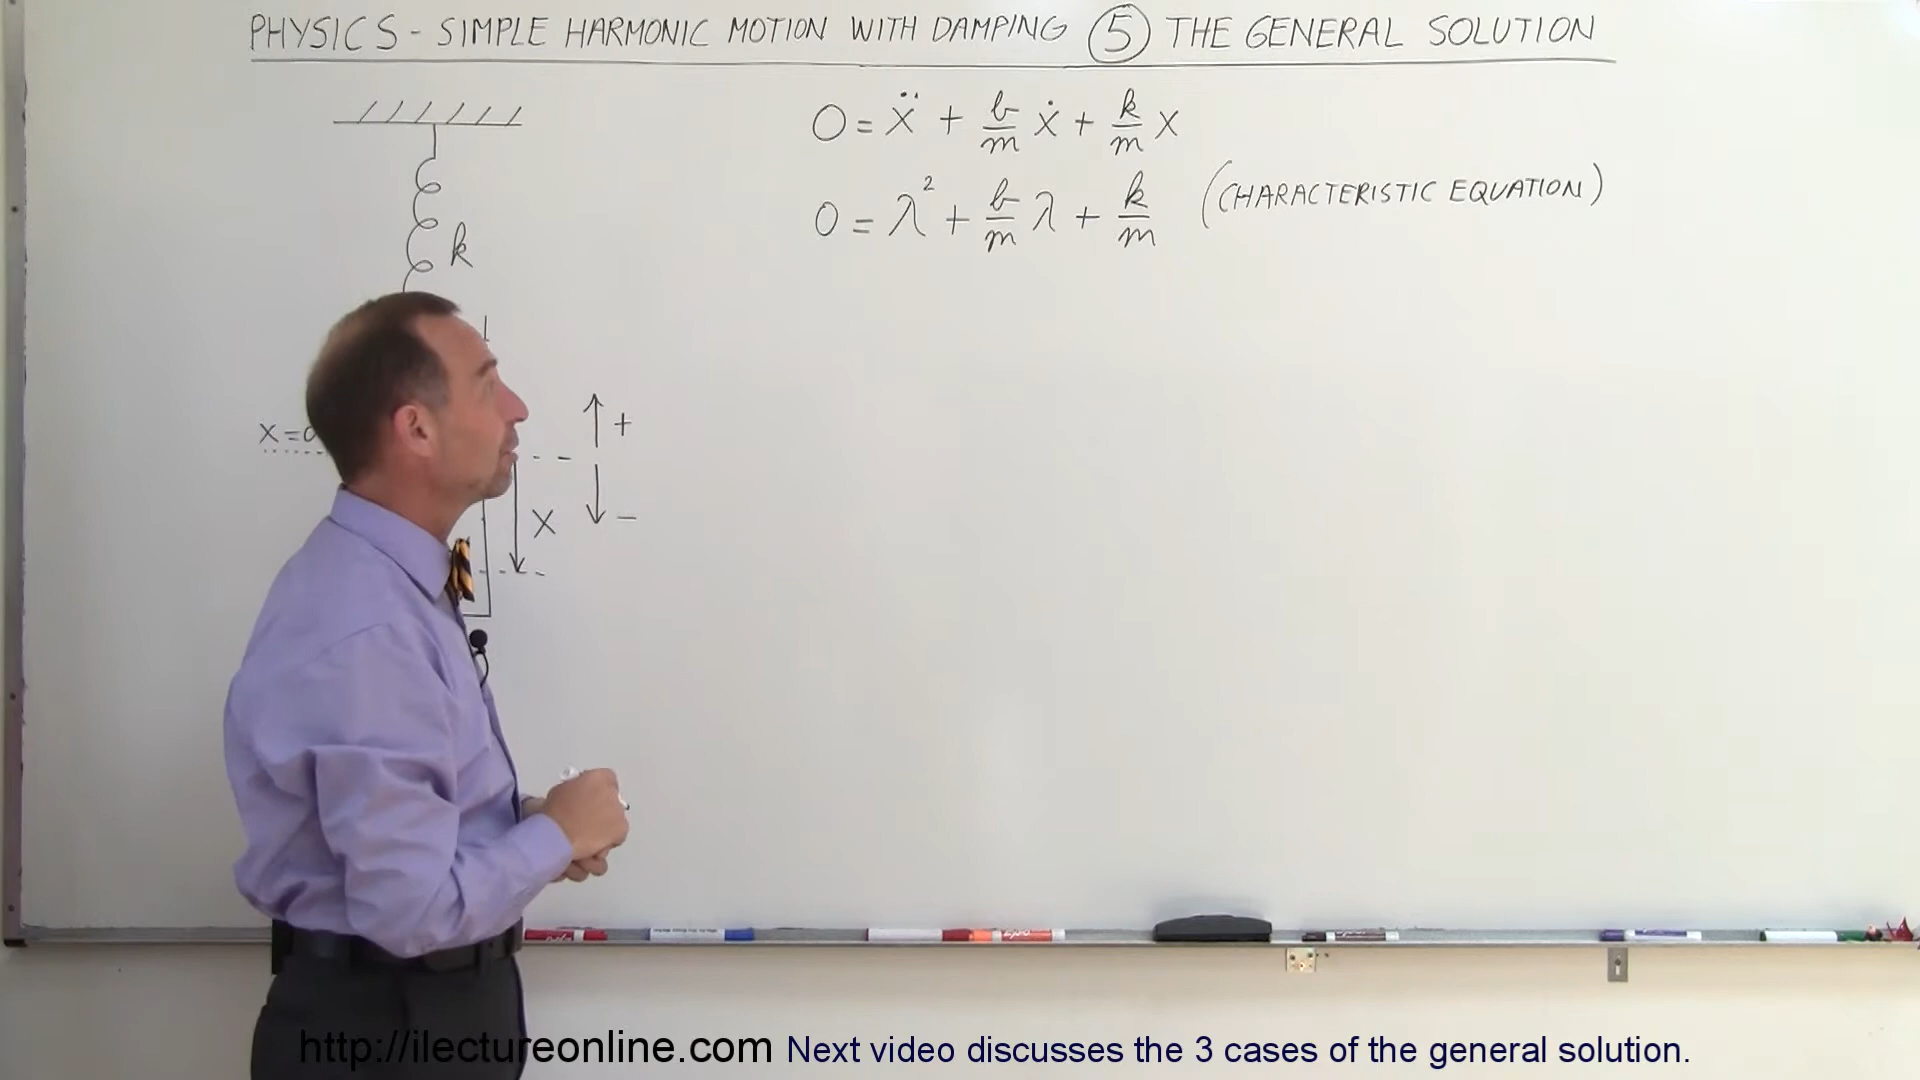 PHYSICS - SIMPLE HARMONIC MOTION WITH DAMPING (5) THE GENERAL SOLUTION
0 = ẍ + b/m ẋ + k/m x
0 = λ² + b/m λ + k/m (CHARACTERISTIC EQUATION)
k
+
x=0
X
−
http://ilectureonline.com Next video discusses the 3 cases of the general solution.